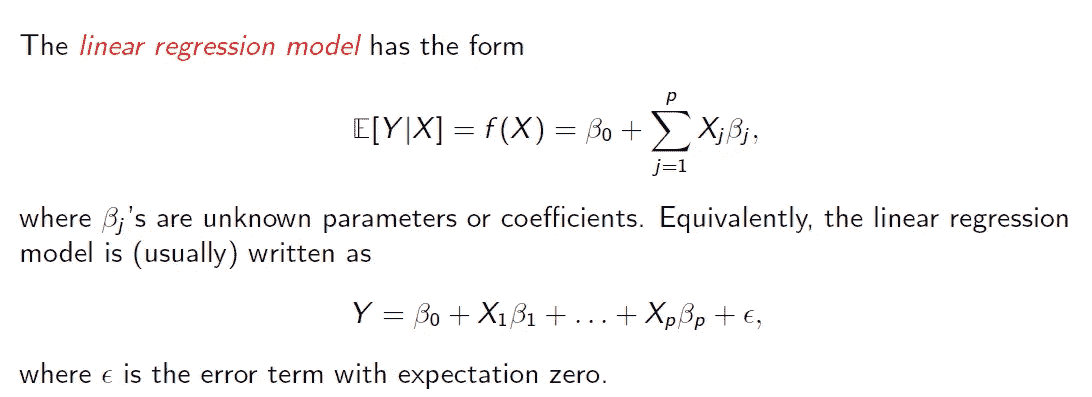 The linear regression model has the form
𝔼[Y|X] = f(X) = β₀ + ∑_{j=1}^{p} X_jβ_j,
where β_j's are unknown parameters or coefficients. Equivalently, the linear regression
model is (usually) written as
Y = β₀ + X₁β₁ + … + X_pβ_p + ϵ,
where ϵ is the error term with expectation zero.